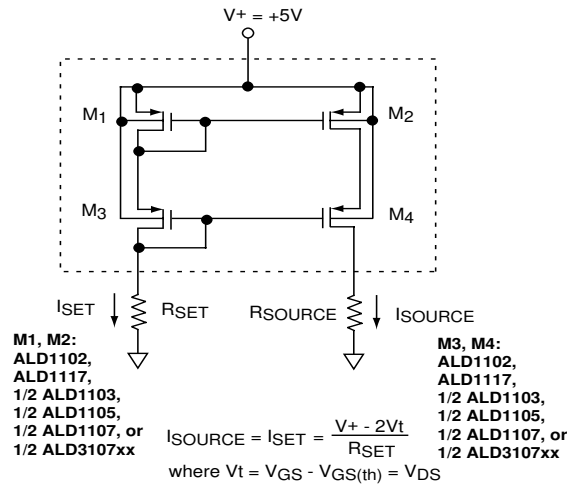 V+ = +5V
M1
M2
M3
M4
ISET
RSET
RSOURCE
ISOURCE
M1, M2:
ALD1102,
ALD1117,
1/2 ALD1103,
1/2 ALD1105,
1/2 ALD1107, or
1/2 ALD3107xx
M3, M4:
ALD1102,
ALD1117,
1/2 ALD1103,
1/2 ALD1105,
1/2 ALD1107, or
1/2 ALD3107xx
ISOURCE = ISET = V+ - 2Vt
RSET
where Vt = VGS - VGS(th) = VDS